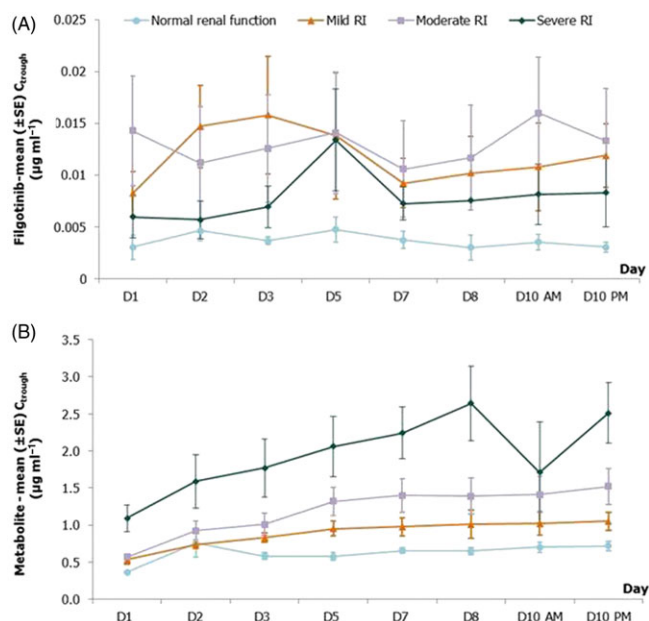 (A)
Normal renal function Mild RI Moderate RI Severe RI
Filgotinib-mean (±SE) Ctrough
(µg ml⁻¹)
0.025
0.02
0.015
0.01
0.005
0
Day
D1 D2 D3 D5 D7 D8 D10 AM D10 PM
(B)
Metabolite-mean (±SE) Ctrough
(µg ml⁻¹)
3.5
3.0
2.5
2.0
1.5
1.0
0.5
0.0
Day
D1 D2 D3 D5 D7 D8 D10 AM D10 PM